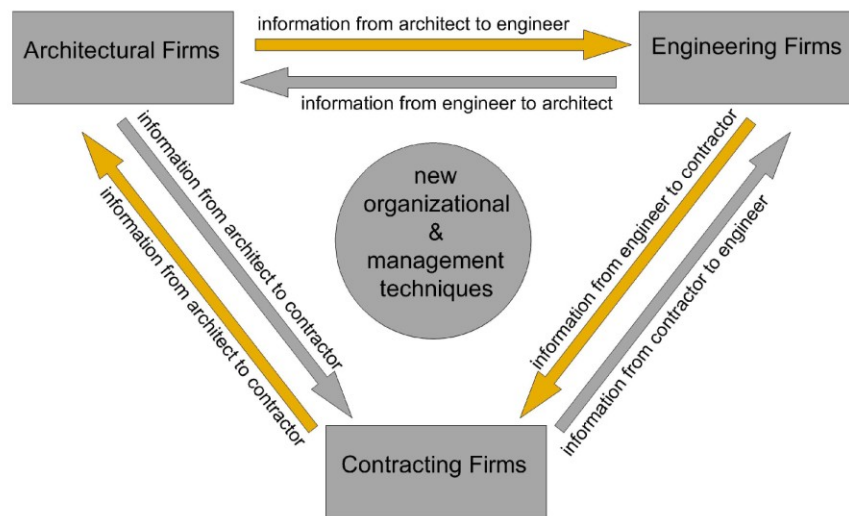 information from architect to engineer
Architectural Firms
Engineering Firms
information from engineer to architect
information from architect to contractor
information from architect to contractor
new
organizational
&
management
techniques
information from engineer to contractor
information from contractor to engineer
Contracting Firms